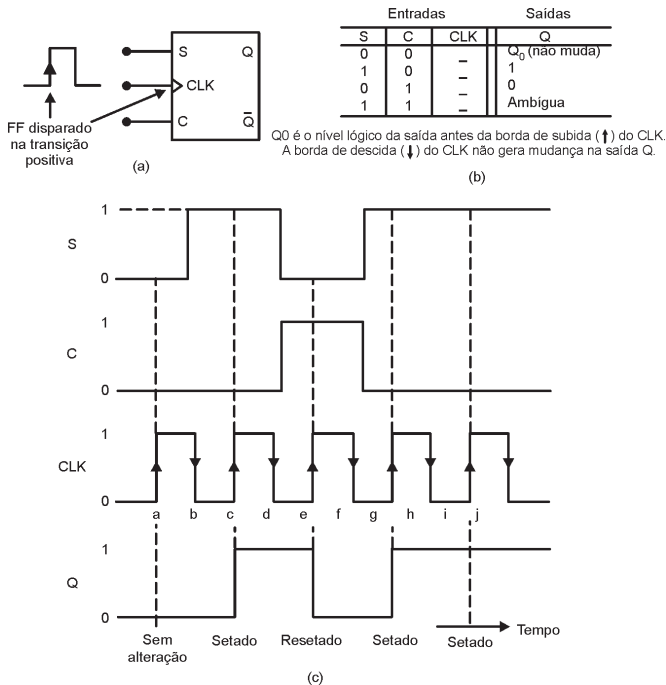 (a)
S Q
CLK
C Q
FF disparado
na transição
positiva
(b)
Entradas Saídas
S C CLK Q
0 0 _ Q0 (não muda)
1 0 _ 1
0 1 _ 0
1 1 _ Ambígua
Q0 é o nível lógico da saída antes da borda de subida (↑) do CLK.
A borda de descida (↓) do CLK não gera mudança na saída Q.
(a)
(b)
1
S
0
1
C
0
1
CLK
0
a b c d e f g h i j
1
Q
0
Tempo
Sem
alteração
Setado Resetado Setado Setado
(c)